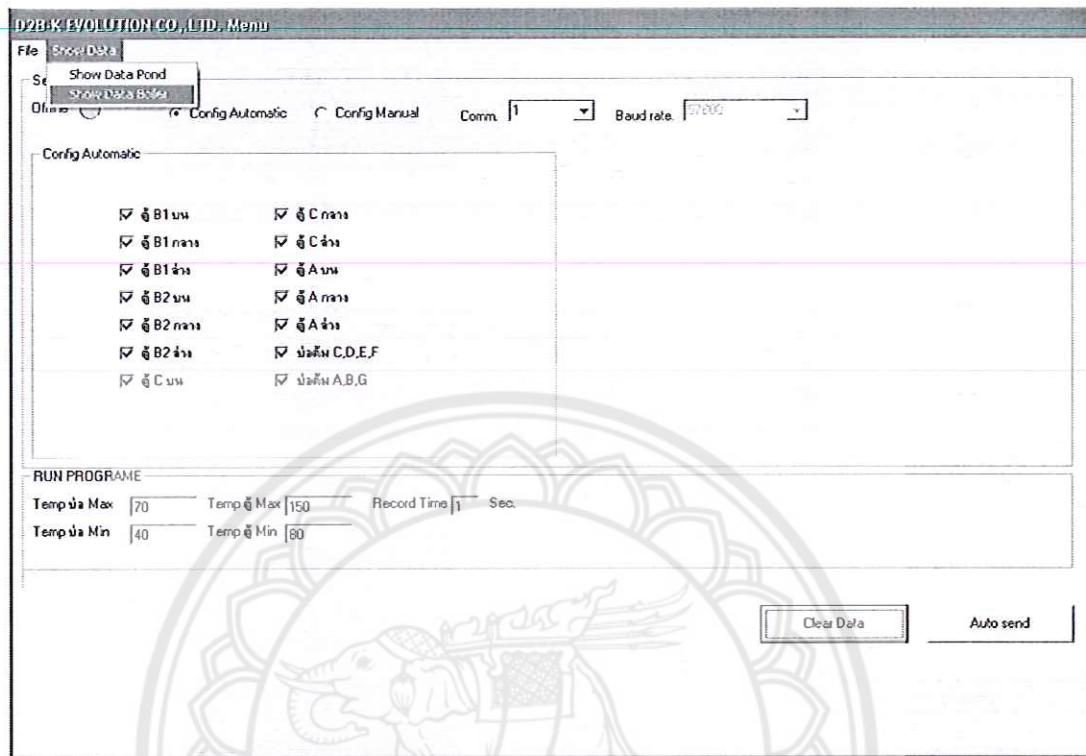 D2B-K EVOLUTION CO.,LTD. Menu
File Show Data
Show Data Pond
Show Data Boiler
Se
Config Automatic Config Manual Comm. 1 Baud rate. 57600
Config Automatic
ตู้ B1 บน ตู้ C กลาง
ตู้ B1 กลาง ตู้ C ล่าง
ตู้ B1 ล่าง ตู้ A บน
ตู้ B2 บน ตู้ A กลาง
ตู้ B2 กลาง ตู้ A ล่าง
ตู้ B2 ล่าง บ่อต้ม C,D,E,F
ตู้ C บน บ่อต้ม A,B,G
RUN PROGRAME
Temp บ่อ Max 70 Temp ตู้ Max 150 Record Time 1 Sec.
Temp บ่อ Min 40 Temp ตู้ Min 80
Clear Data Auto send